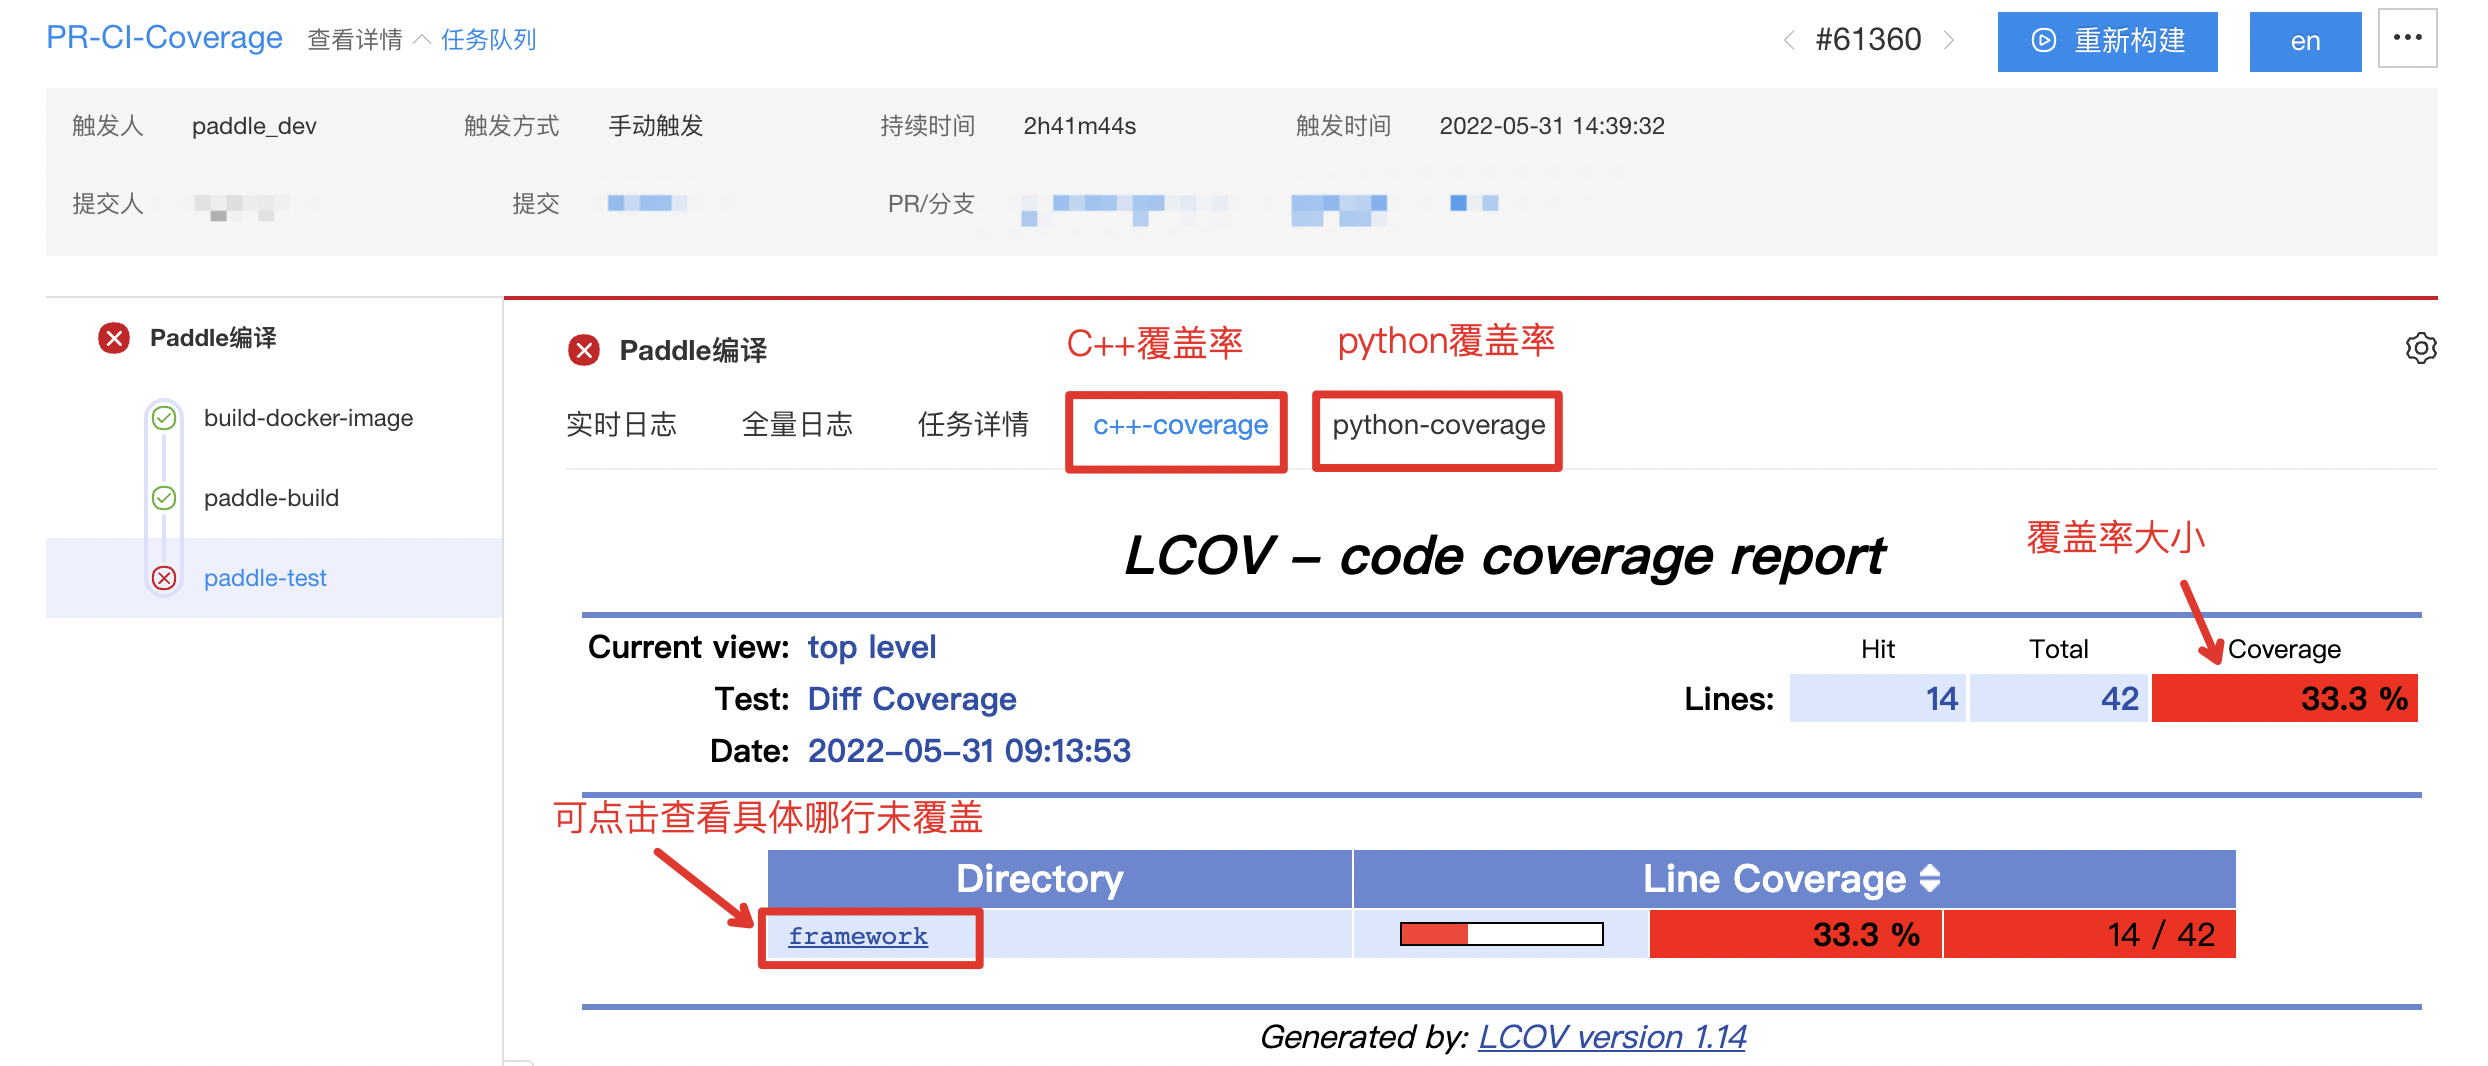 PR-CI-Coverage 查看详情 任务队列 #61360 重新构建 en
触发人 paddle_dev 触发方式 手动触发 持续时间 2h41m44s 触发时间 2022-05-31 14:39:32
提交人 提交 PR/分支
Paddle编译
build-docker-image
paddle-build
paddle-test
Paddle编译
C++覆盖率 python覆盖率
实时日志 全量日志 任务详情 c++-coverage python-coverage
LCOV - code coverage report
覆盖率大小
Current view: top level
Test: Diff Coverage
Date: 2022-05-31 09:13:53
Hit Total Coverage
Lines: 14 42 33.3 %
可点击查看具体哪行未覆盖
Directory Line Coverage
framework 33.3 % 14 / 42
Generated by: LCOV version 1.14